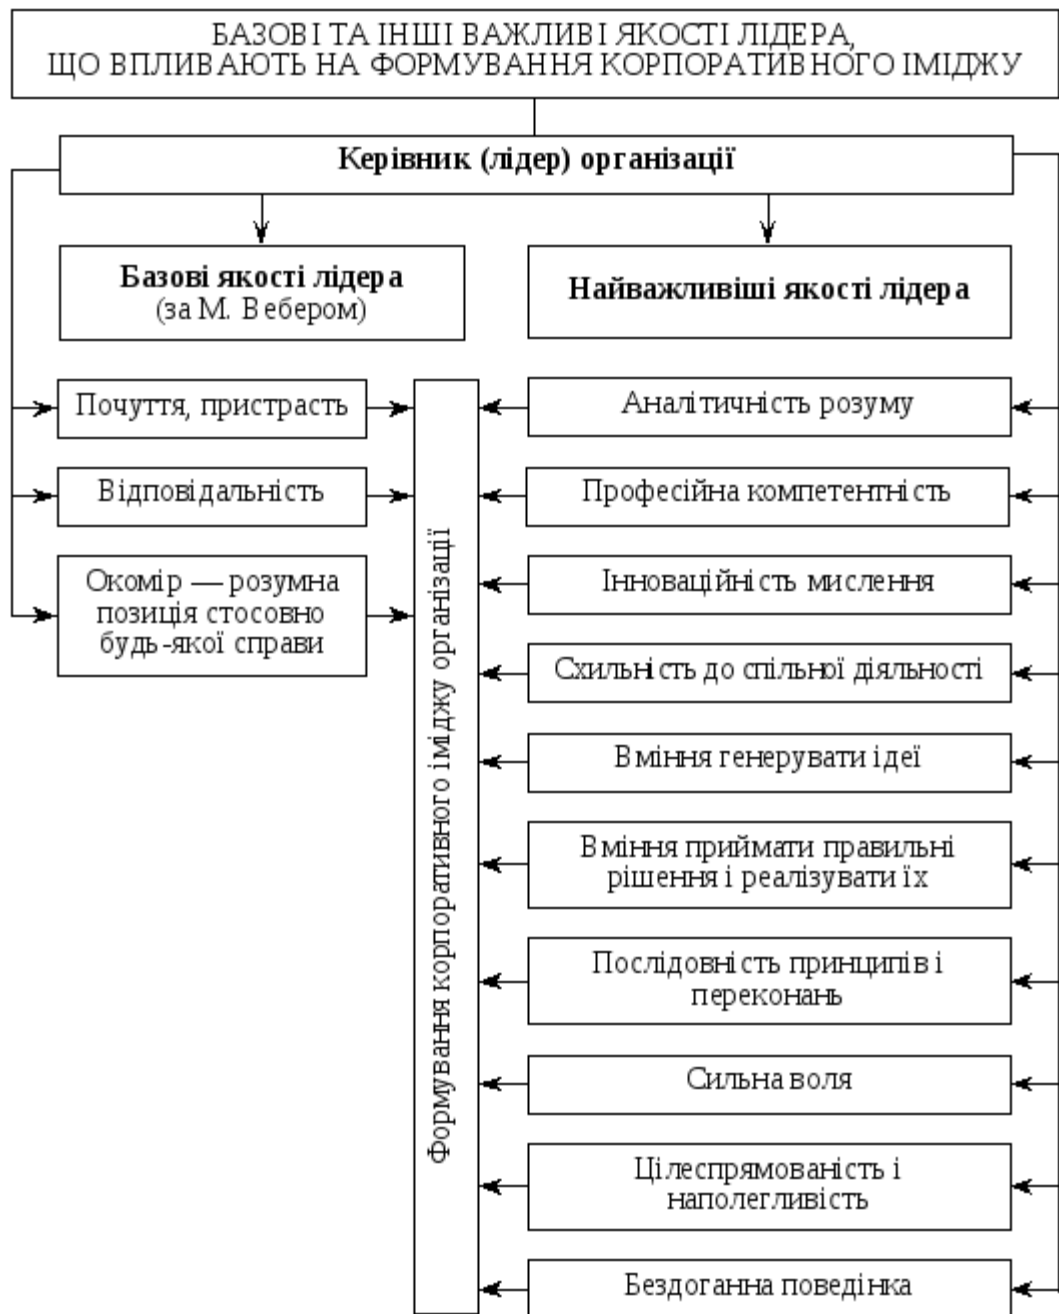 БАЗОВІ ТА ІНШІ ВАЖЛИВІ ЯКОСТІ ЛІДЕРА,
ЩО ВПЛИВАЮТЬ НА ФОРМУВАННЯ КОРПОРАТИВНОГО ІМІДЖУ
Керівник (лідер) організації
Базові якості лідера
(за М. Вебером)
Найважливіші якості лідера
Почуття, пристрасть
Відповідальність
Окомір — розумна
позиція стосовно
будь-якої справи
Формування корпоративного іміджу організації
Аналітичність розуму
Професійна компетентність
Інноваційність мислення
Схильність до спільної діяльності
Вміння генерувати ідеї
Вміння приймати правильні
рішення і реалізувати їх
Послідовність принципів і
переконань
Сильна воля
Цілеспрямованість і
наполегливість
Бездоганна поведінка